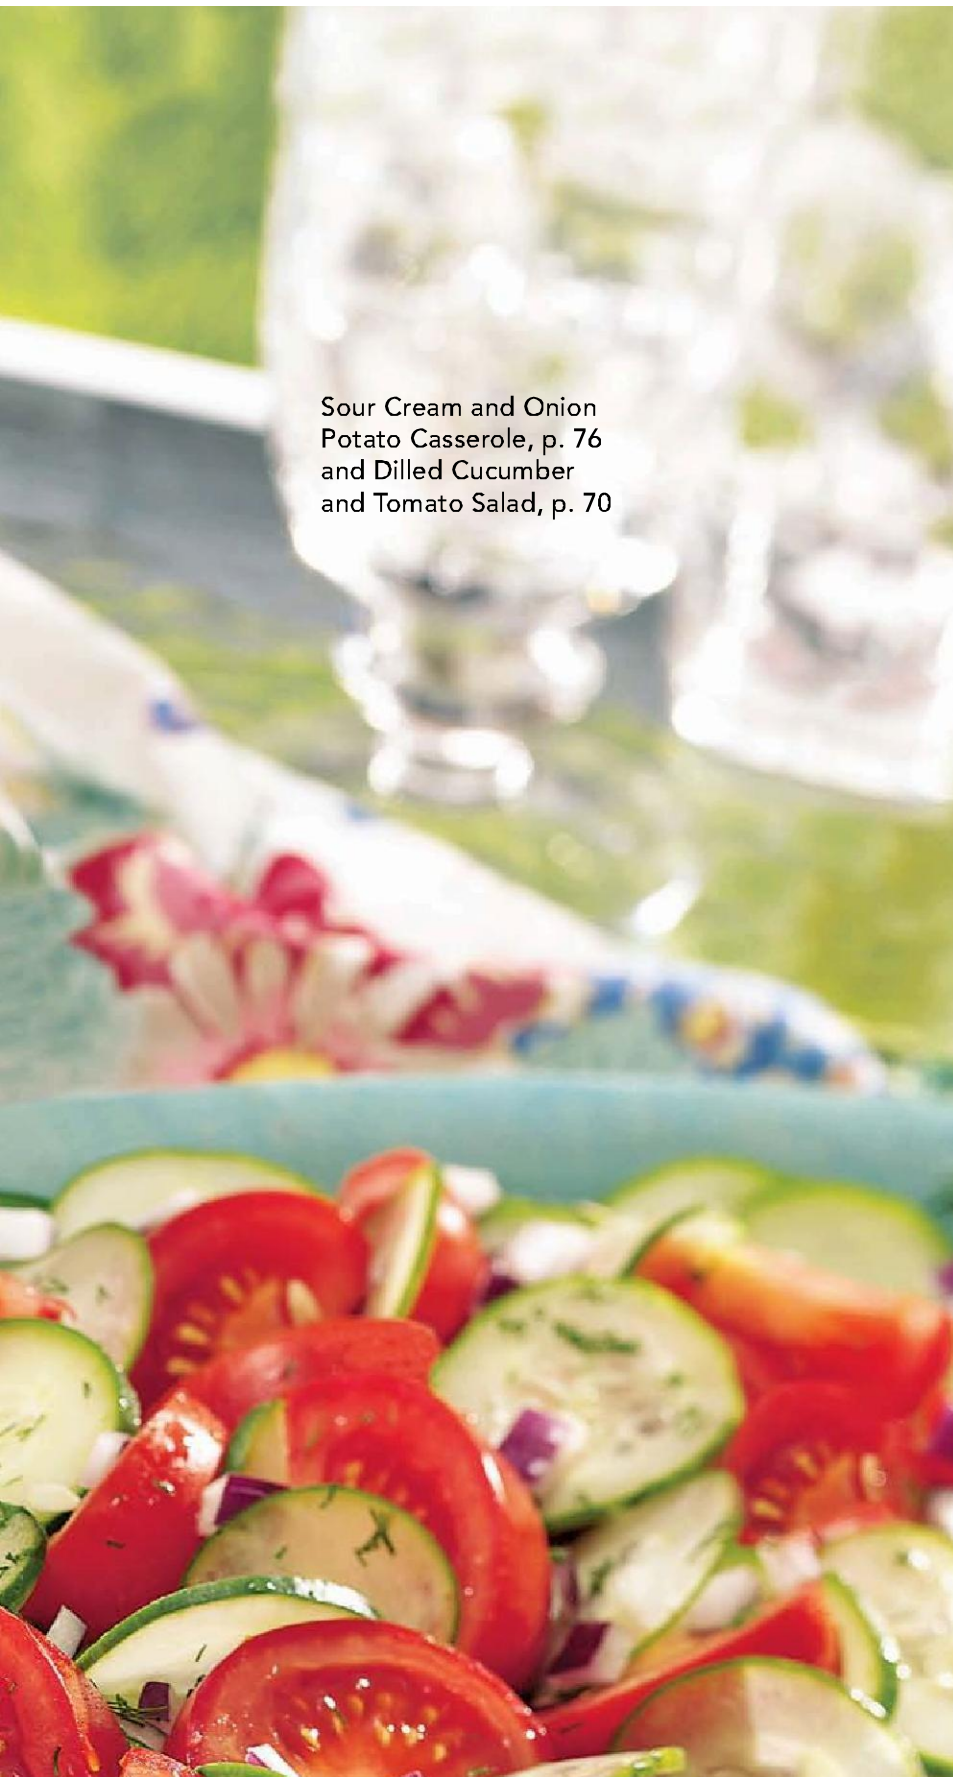 Sour Cream and Onion
Potato Casserole, p. 76
and Dilled Cucumber
and Tomato Salad, p. 70